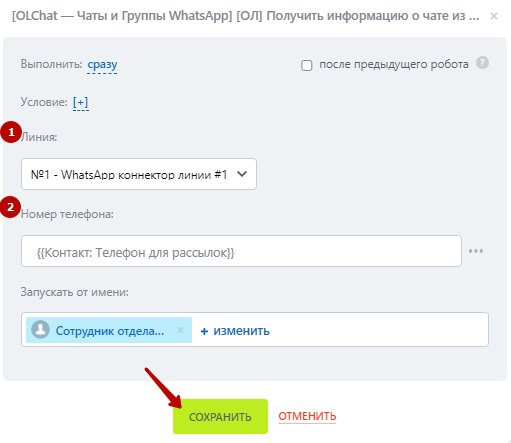 [OLChat — Чаты и Группы WhatsApp] [ОЛ] Получить информацию о чате из ...
Выполнить: сразу после предыдущего робота ?
Условие: [+]
1
Линия:
№1 - WhatsApp коннектор линии #1
2
Номер телефона:
{{Контакт: Телефон для рассылок}}
Запускать от имени:
Сотрудник отдела... + изменить
СОХРАНИТЬ ОТМЕНИТЬ